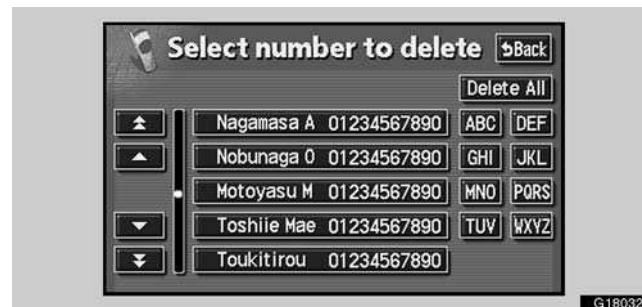 Select number to delete Back
Delete All
Nagamasa A 01234567890 ABC DEF
Nobunaga O 01234567890 GHI JKL
Motoyasu M 01234567890 MNO PQRS
Toshiie Mae 01234567890 TUV WXYZ
Toukitirou 01234567890
G18032